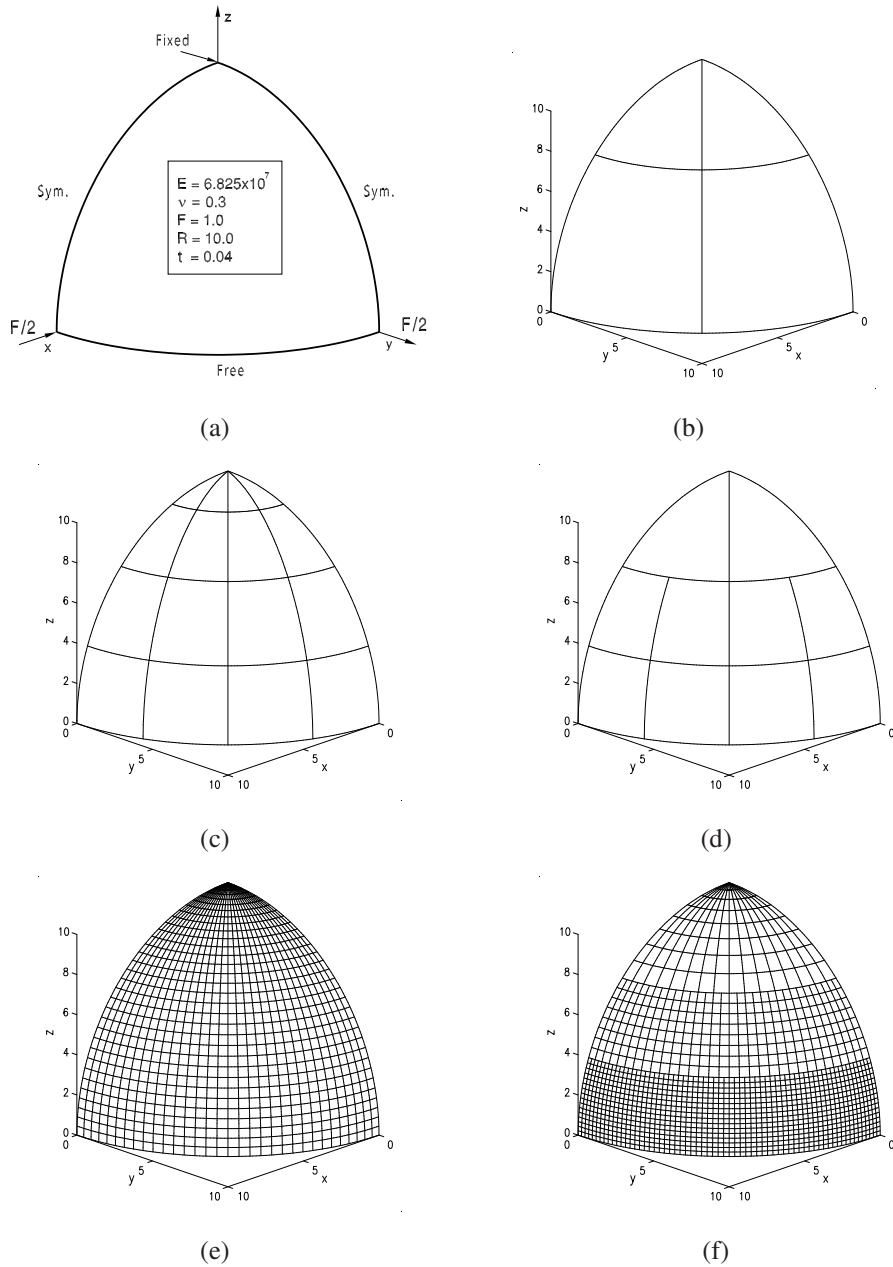 z
Fixed
Sym.
Sym.
E = 6.825x10^7
ν = 0.3
F = 1.0
R = 10.0
t = 0.04
F/2
F/2
x
y
Free
(a)
10
8
6
4
2
0
z
0
5
10
y
10
5
0
x
(b)
10
8
6
4
2
0
z
0
5
10
y
10
5
0
x
(c)
10
8
6
4
2
0
z
0
5
10
y
10
5
0
x
(d)
10
8
6
4
2
0
z
0
5
10
y
10
5
0
x
(e)
10
8
6
4
2
0
z
0
5
10
y
10
5
0
x
(f)